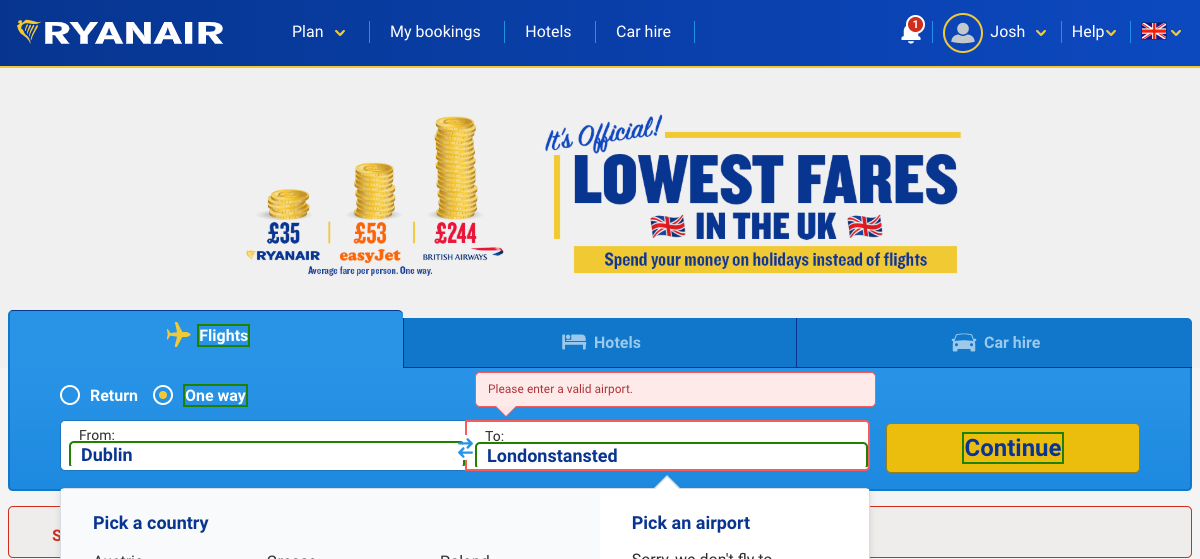 RYANAIR
Plan
My bookings
Hotels
Car hire
1
Josh
Help
It's Official!
LOWEST FARES
IN THE UK
Spend your money on holidays instead of flights
£35
£53
£244
RYANAIR
easyJet
BRITISH AIRWAYS
Average fare per person. One way.
Flights
Hotels
Car hire
Return
One way
Please enter a valid airport.
From:
Dublin
To:
Londonstansted
Continue
Pick a country
Pick an airport
Austria
Greece
Poland
Sorry, we don't fly to